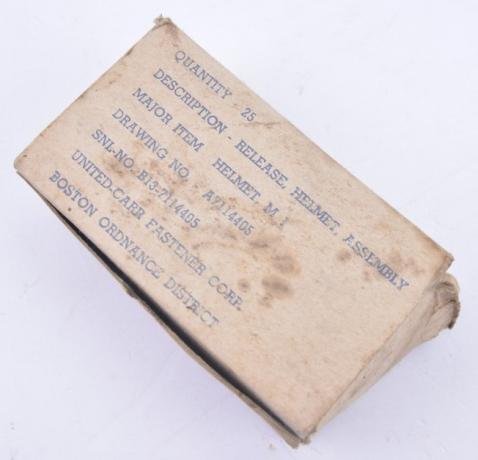 QUANTITY - 25
DESCRIPTION - RELEASE, HELMET, ASSEMBLY
MAJOR ITEM HELMET, M-1
DRAWING NO. A7114405
SNL-NO. B13-7114405
UNITED-CARR FASTENER CORP.
BOSTON ORDNANCE DISTRICT